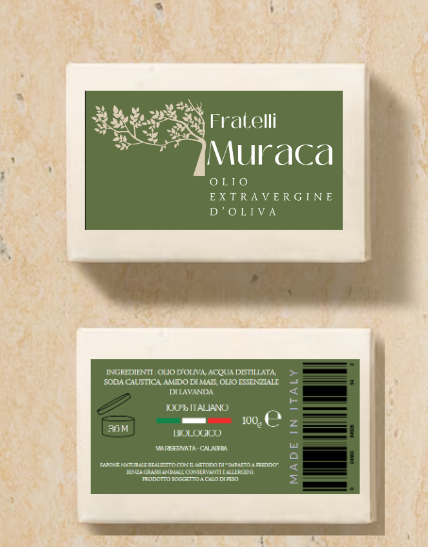 Fratelli
Muraca
OLIO
EXTRAVERGINE
D'OLIVA
INGREDIENTI : OLIO D'OLIVA, ACQUA DISTILLATA,
SODA CAUSTICA, AMIDO DI MAIS, OLIO ESSENZIALE
DI LAVANDA
100% ITALIANO
36 M
100g e
BIOLOGICO
VIA RISERVATA - CALABRIA
SAPONE NATURALE REALIZZTO CON IL METODO DI "IMPASTO A FREDDO"
SENZA GRASSI ANIMALI, CONSERVANTI E ALLERGENI.
PRODOTTO SOGGETTO A CALO DI PESO
MADE IN ITALY